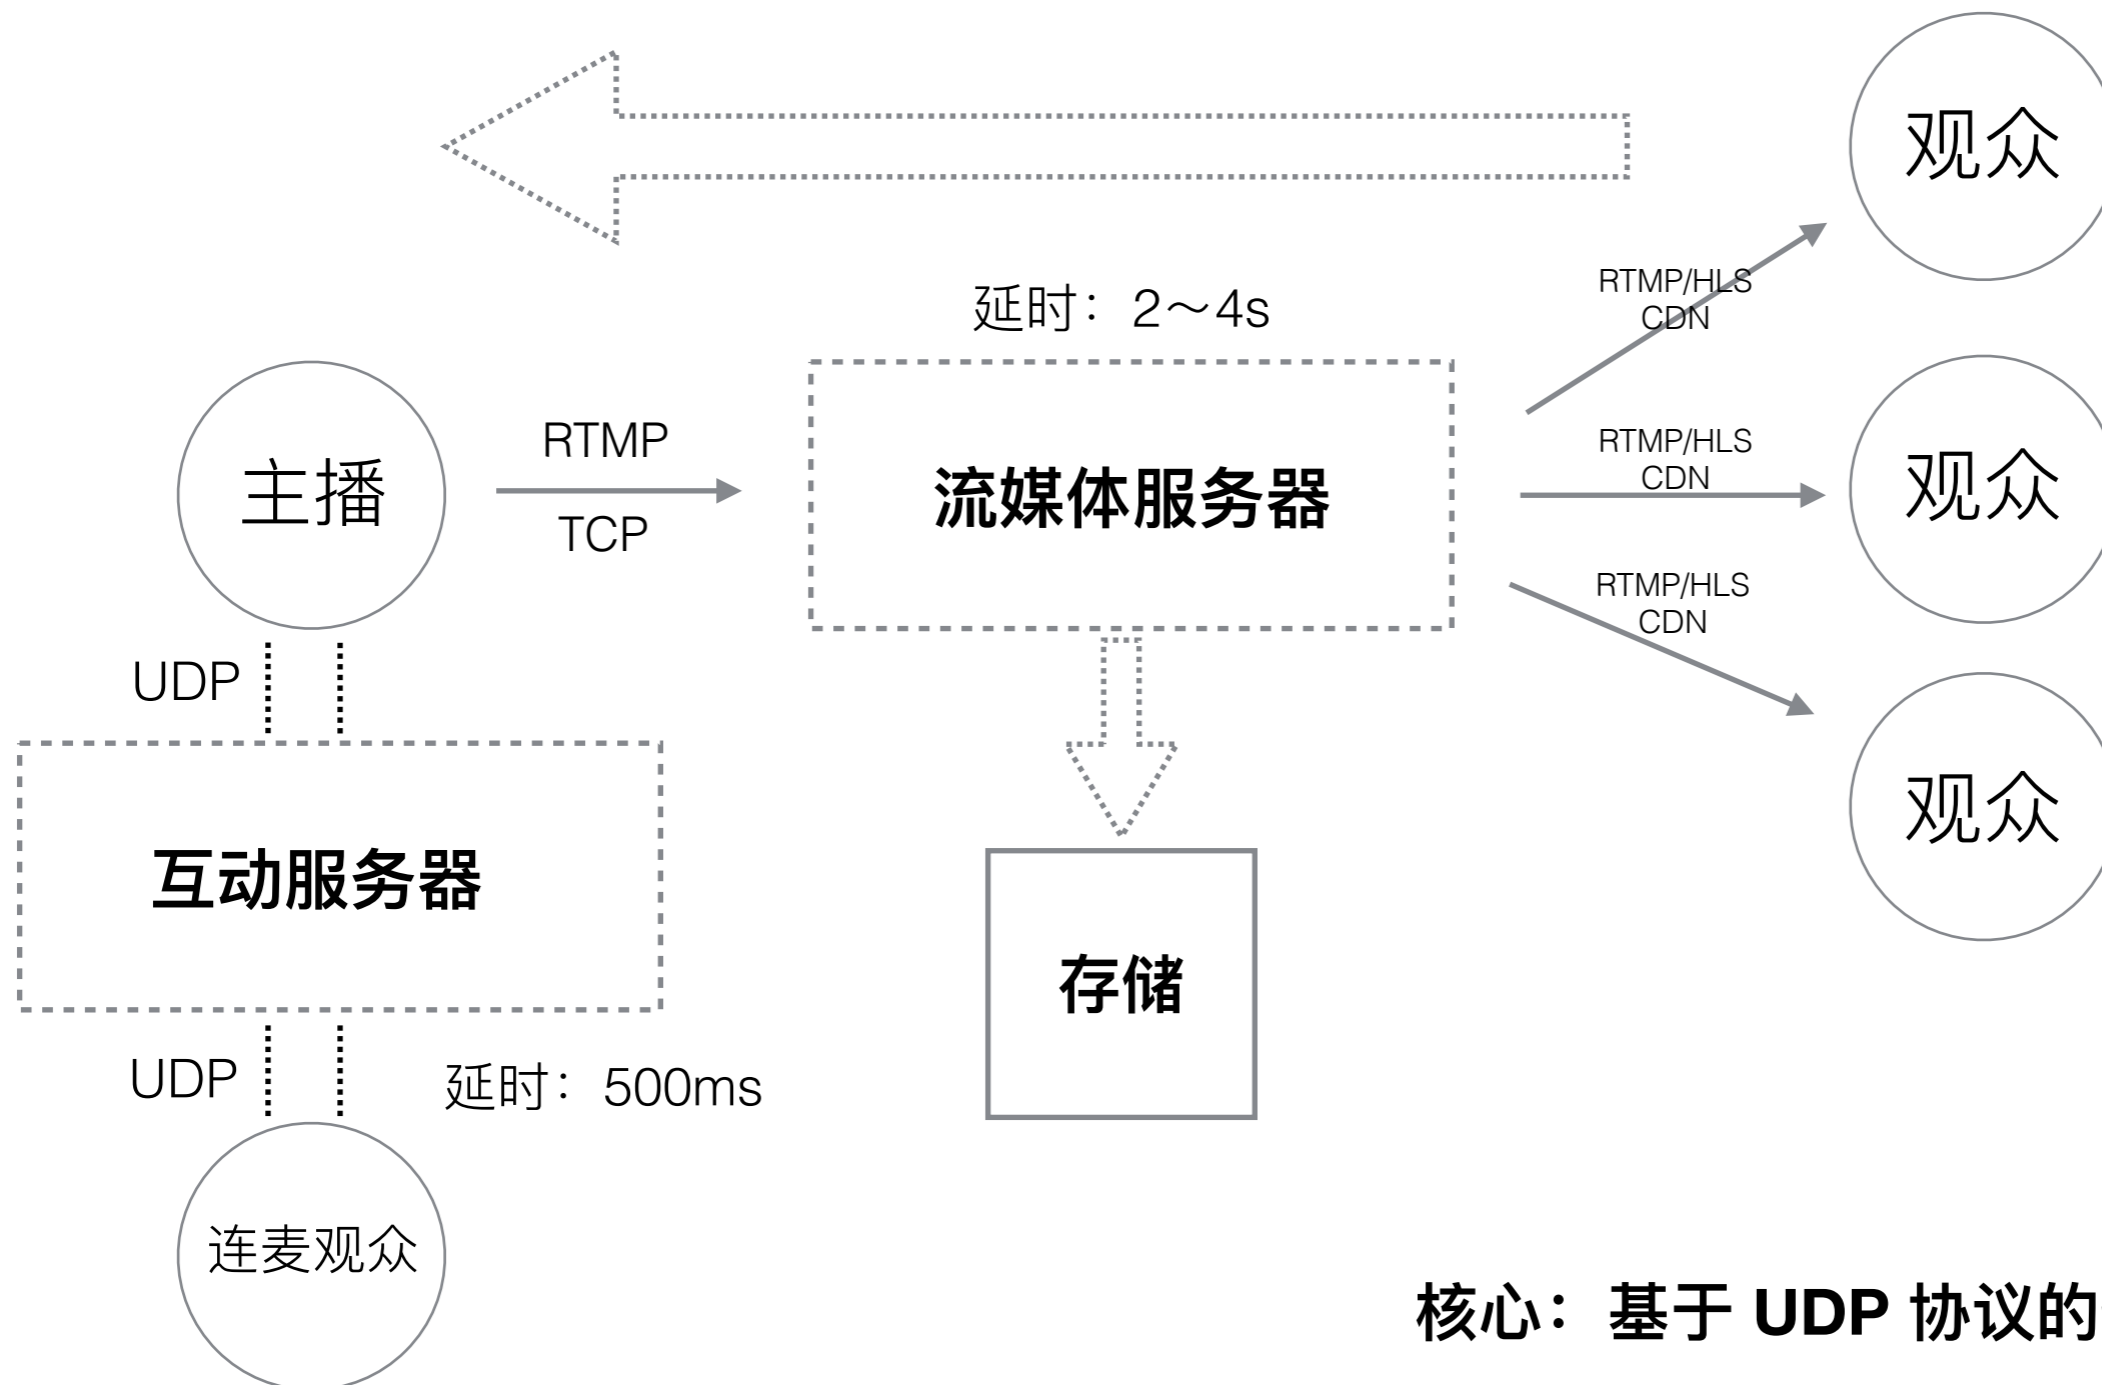 观众
RTMP/HLS
CDN
延时：2～4s
主播
RTMP
TCP
流媒体服务器
RTMP/HLS
CDN
观众
RTMP/HLS
CDN
UDP
观众
互动服务器
存储
UDP
延时：500ms
连麦观众
核心：基于 UDP 协议的